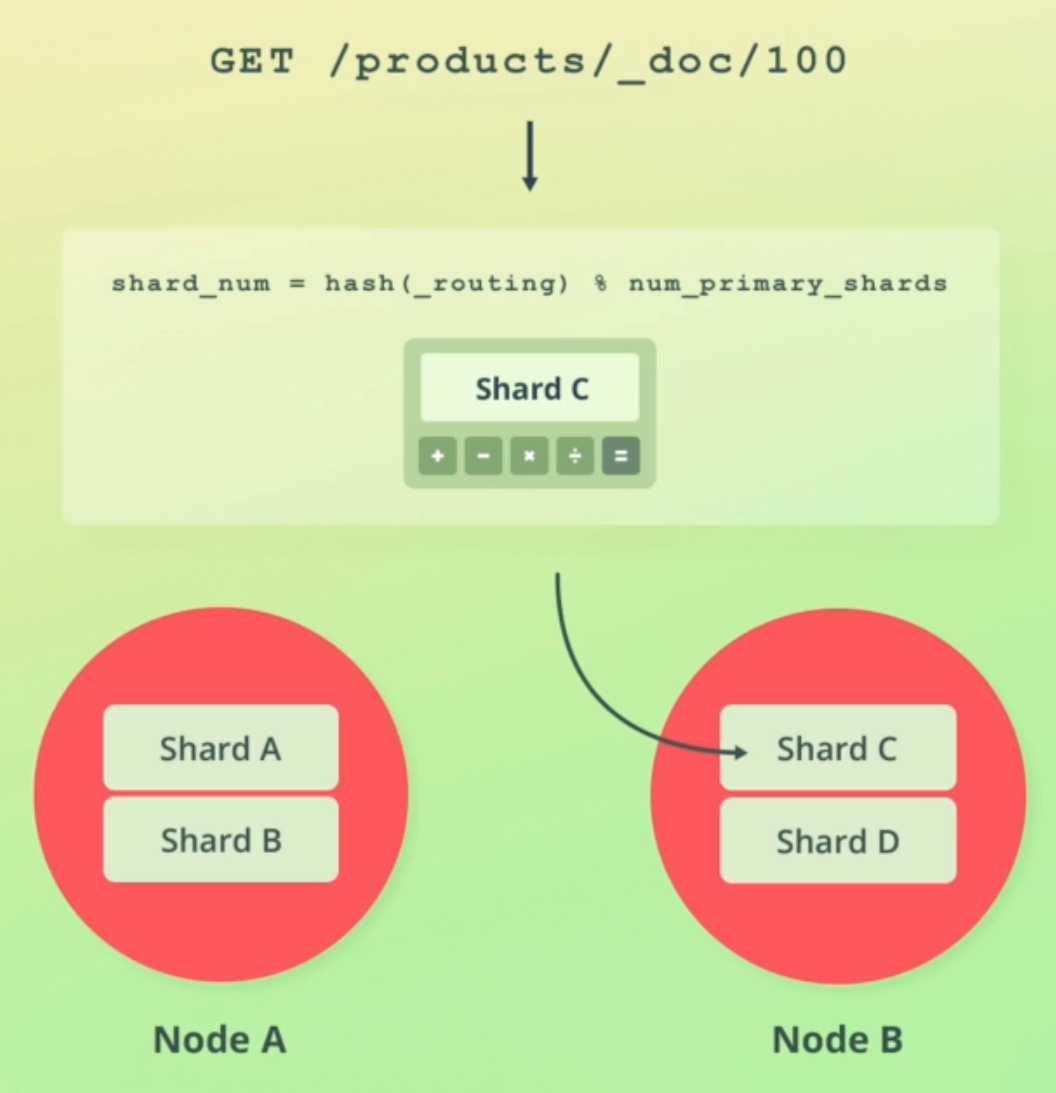 GET /products/_doc/100
shard_num = hash(_routing) % num_primary_shards
Shard C
+ − × ÷ =
Shard A
Shard B
Shard C
Shard D
Node A
Node B